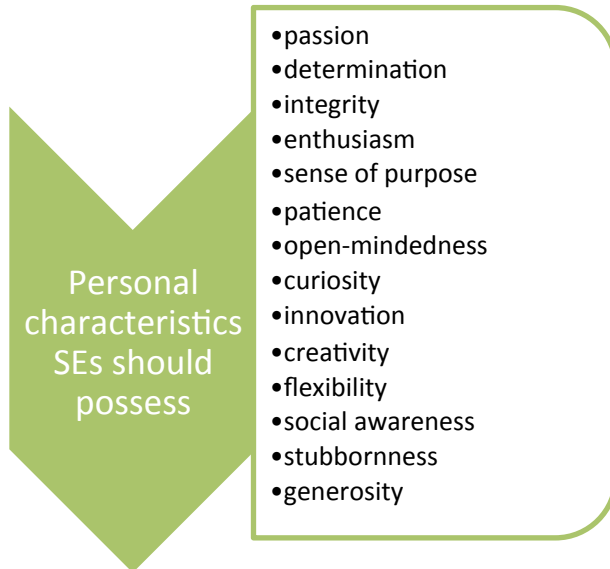 Personal
characteristics
SEs should
possess
•passion
•determination
•integrity
•enthusiasm
•sense of purpose
•patience
•open-mindedness
•curiosity
•innovation
•creativity
•flexibility
•social awareness
•stubbornness
•generosity